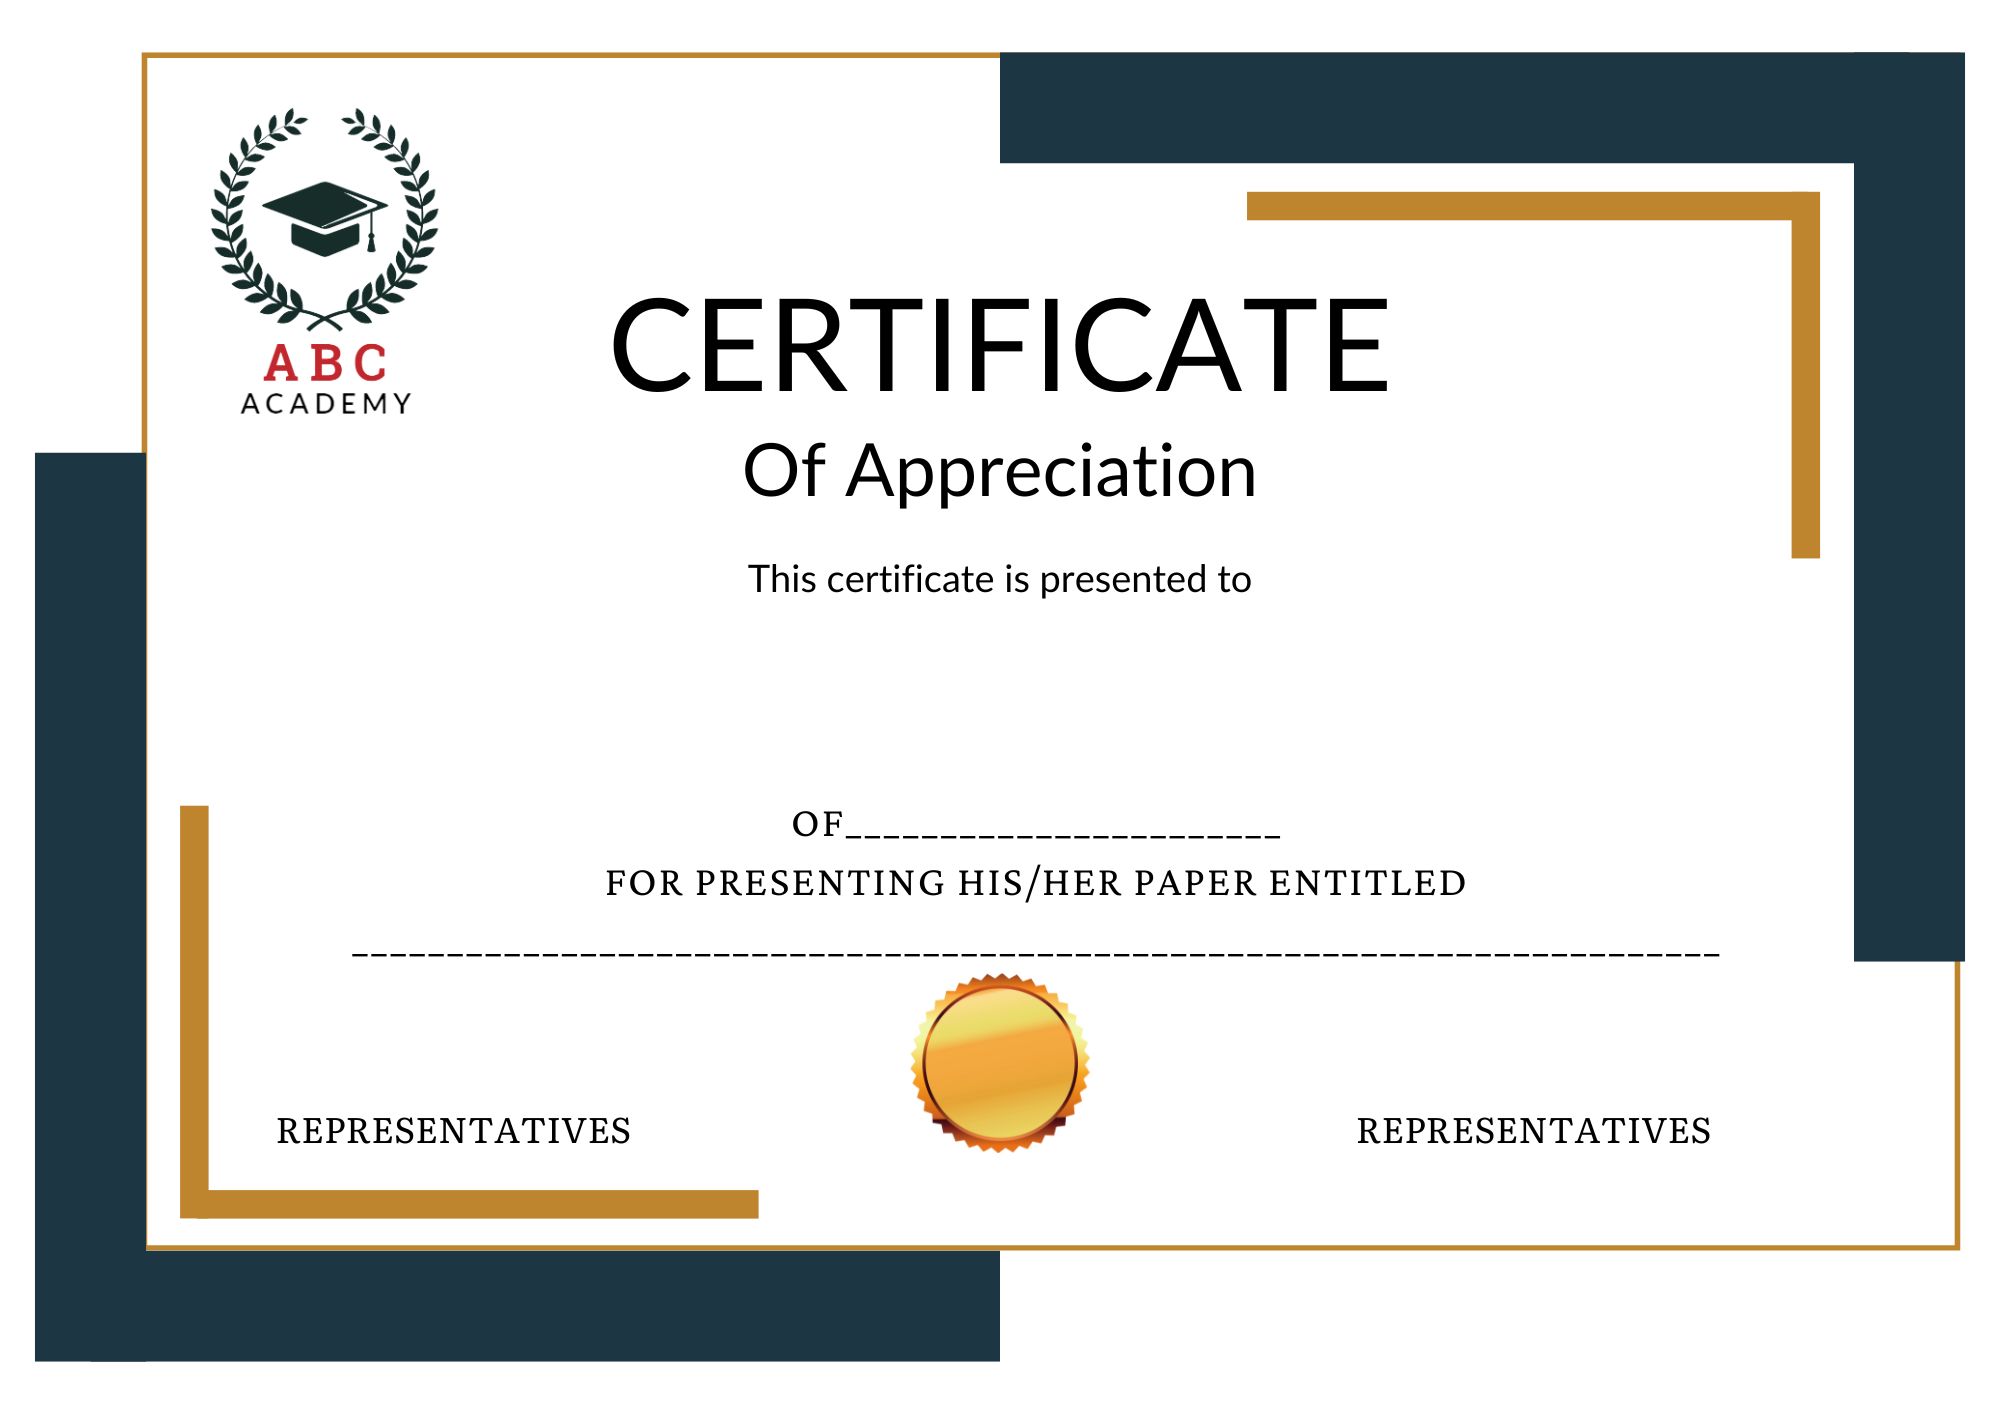 ABC
ACADEMY
CERTIFICATE
Of Appreciation
This certificate is presented to
OF_______________________
FOR PRESENTING HIS/HER PAPER ENTITLED
________________________________________________________________________
REPRESENTATIVES
REPRESENTATIVES